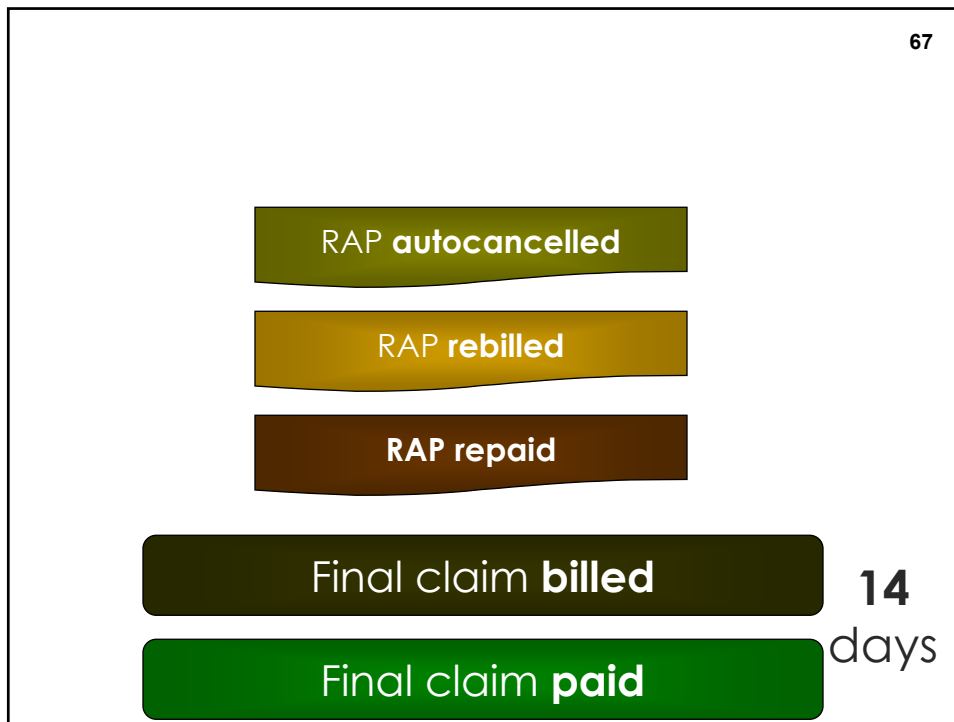 67
RAP autocancelled
RAP rebilled
RAP repaid
Final claim billed
14
days
Final claim paid